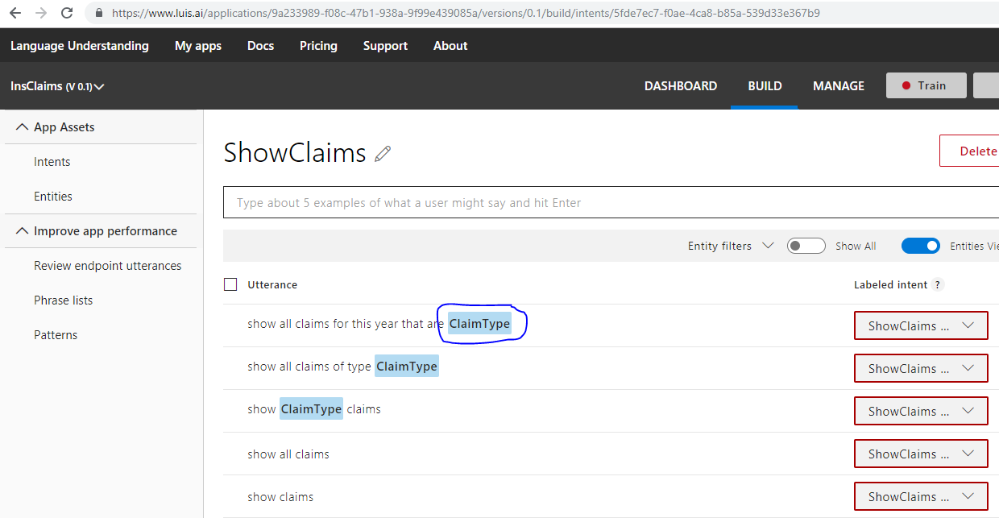 https://www.luis.ai/applications/9a233989-f08c-47b1-938a-9f99e439085a/versions/0.1/build/intents/5fde7ec7-f0ae-4ca8-b85a-539d33e367b9
Language Understanding My apps Docs Pricing Support About
InsClaims (V 0.1) DASHBOARD BUILD MANAGE Train
App Assets
Intents
Entities
Improve app performance
Review endpoint utterances
Phrase lists
Patterns
ShowClaims
Delete
Type about 5 examples of what a user might say and hit Enter
Entity filters Show All Entities Vie
Utterance Labeled intent ?
show all claims for this year that are ClaimType ShowClaims ...
show all claims of type ClaimType ShowClaims ...
show ClaimType claims ShowClaims ...
show all claims ShowClaims ...
show claims ShowClaims ...